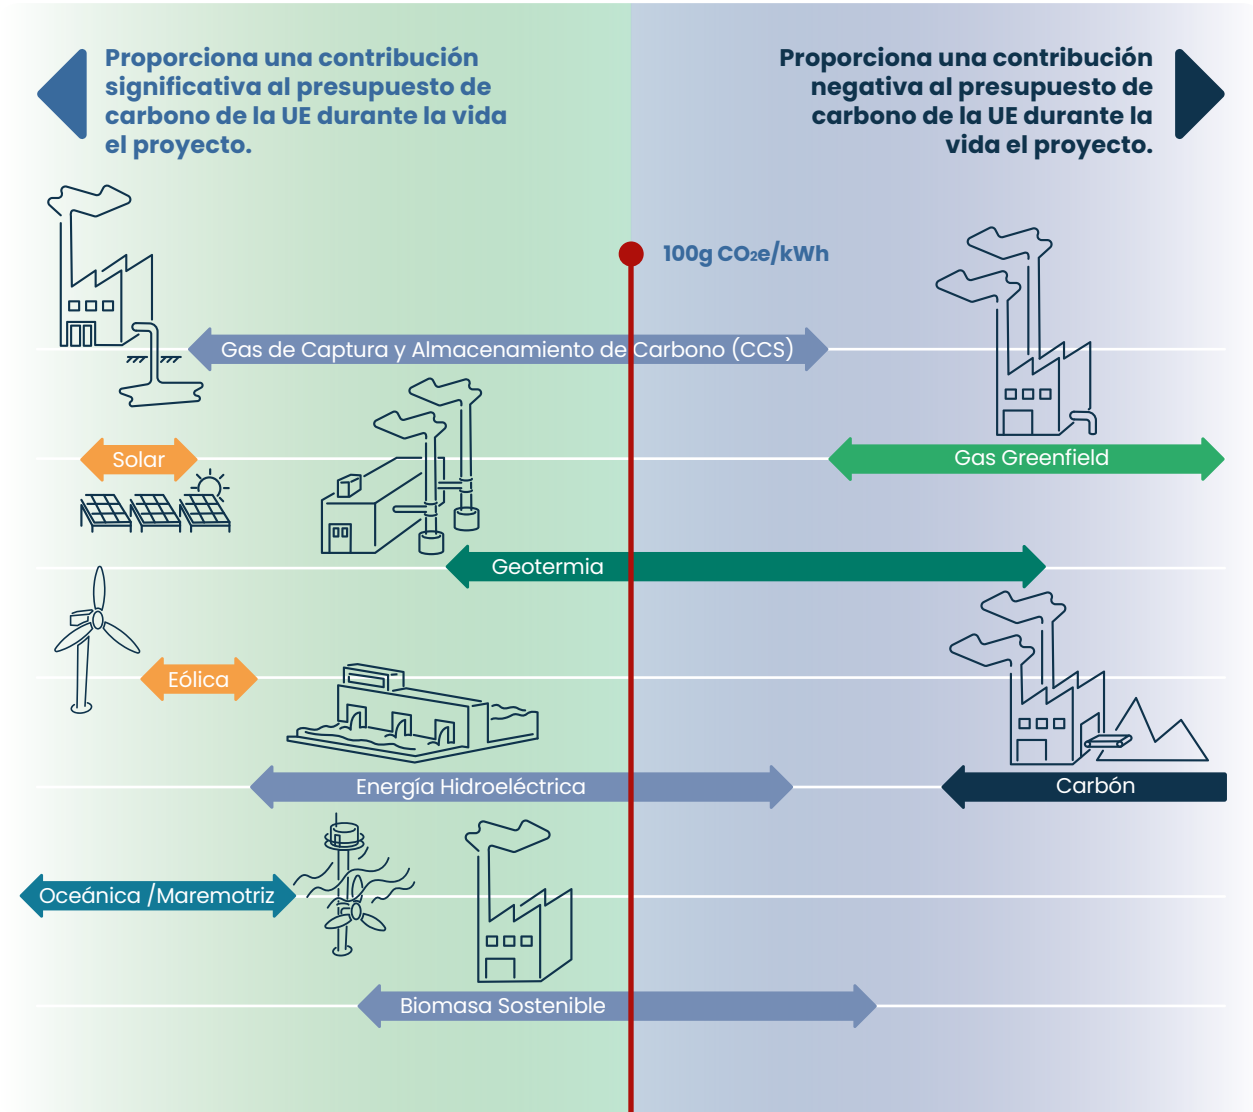 Proporciona una contribución
significativa al presupuesto de
carbono de la UE durante la vida
el proyecto.
Proporciona una contribución
negativa al presupuesto de
carbono de la UE durante la
vida el proyecto.
100g CO₂e/kWh
Gas de Captura y Almacenamiento de Carbono (CCS)
Solar
Gas Greenfield
Geotermia
Eólica
Energía Hidroeléctrica
Carbón
Oceánica /Maremotriz
Biomasa Sostenible